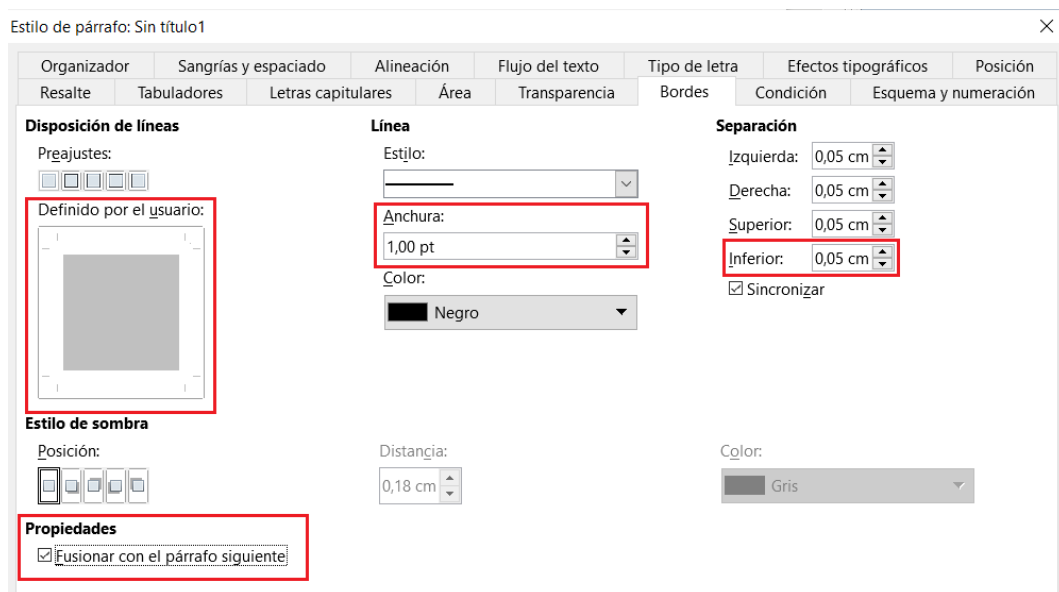 Estilo de párrafo: Sin título1
Organizador Sangrías y espaciado Alineación Flujo del texto Tipo de letra Efectos tipográficos Posición
Resalte Tabuladores Letras capitulares Área Transparencia Bordes Condición Esquema y numeración
Disposición de líneas
Preajustes:
Definido por el usuario:
Línea
Estilo:
Anchura:
1,00 pt
Color:
Negro
Separación
Izquierda: 0,05 cm
Derecha: 0,05 cm
Superior: 0,05 cm
Inferior: 0,05 cm
Sincronizar
Estilo de sombra
Posición:
Distancia:
0,18 cm
Color:
Gris
Propiedades
Fusionar con el párrafo siguiente